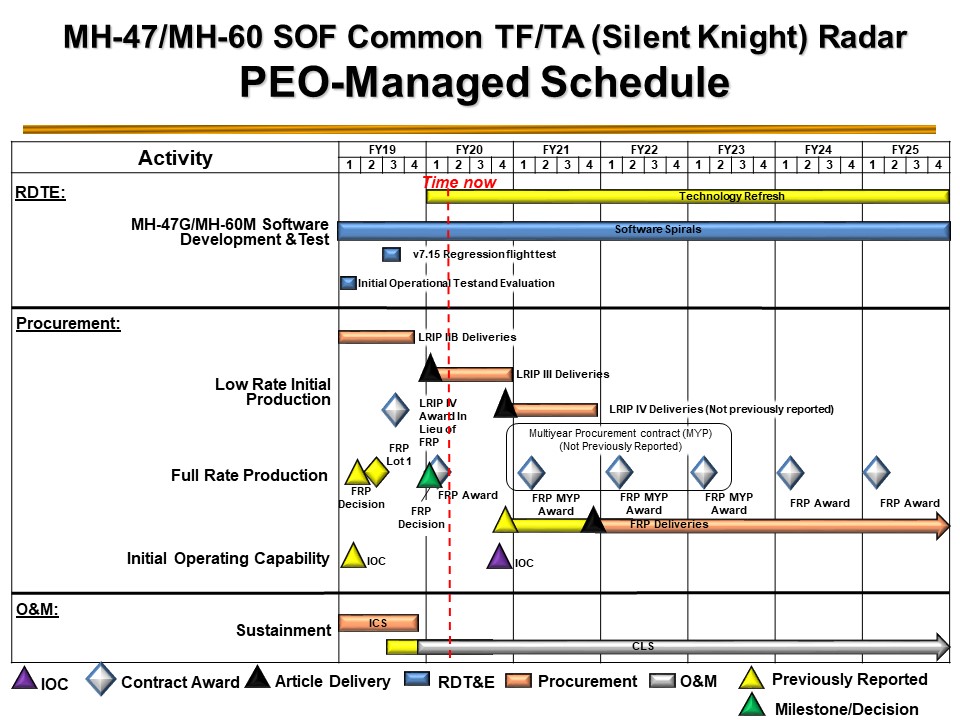 MH-47/MH-60 SOF Common TF/TA (Silent Knight) Radar
PEO-Managed Schedule
Activity
FY19 FY20 FY21 FY22 FY23 FY24 FY25
1 2 3 4 1 2 3 4 1 2 3 4 1 2 3 4 1 2 3 4 1 2 3 4 1 2 3 4
Time now
RDTE:
Technology Refresh
MH-47G/MH-60M Software
Development &Test
Software Spirals
v7.15 Regression flight test
Initial Operational Test and Evaluation
Procurement:
LRIP IIB Deliveries
LRIP III Deliveries
Low Rate Initial
Production
LRIP IV
Award In
Lieu of
FRP
LRIP IV Deliveries (Not previously reported)
Multiyear Procurement contract (MYP)
(Not Previously Reported)
FRP
Lot 1
Full Rate Production
FRP
Decision
FRP Award
FRP
Decision
FRP MYP
Award
FRP MYP
Award
FRP MYP
Award
FRP Award
FRP Award
FRP Deliveries
Initial Operating Capability
IOC
IOC
O&M:
Sustainment
ICS
CLS
IOC
Contract Award
Article Delivery
RDT&E
Procurement
O&M
Previously Reported
Milestone/Decision